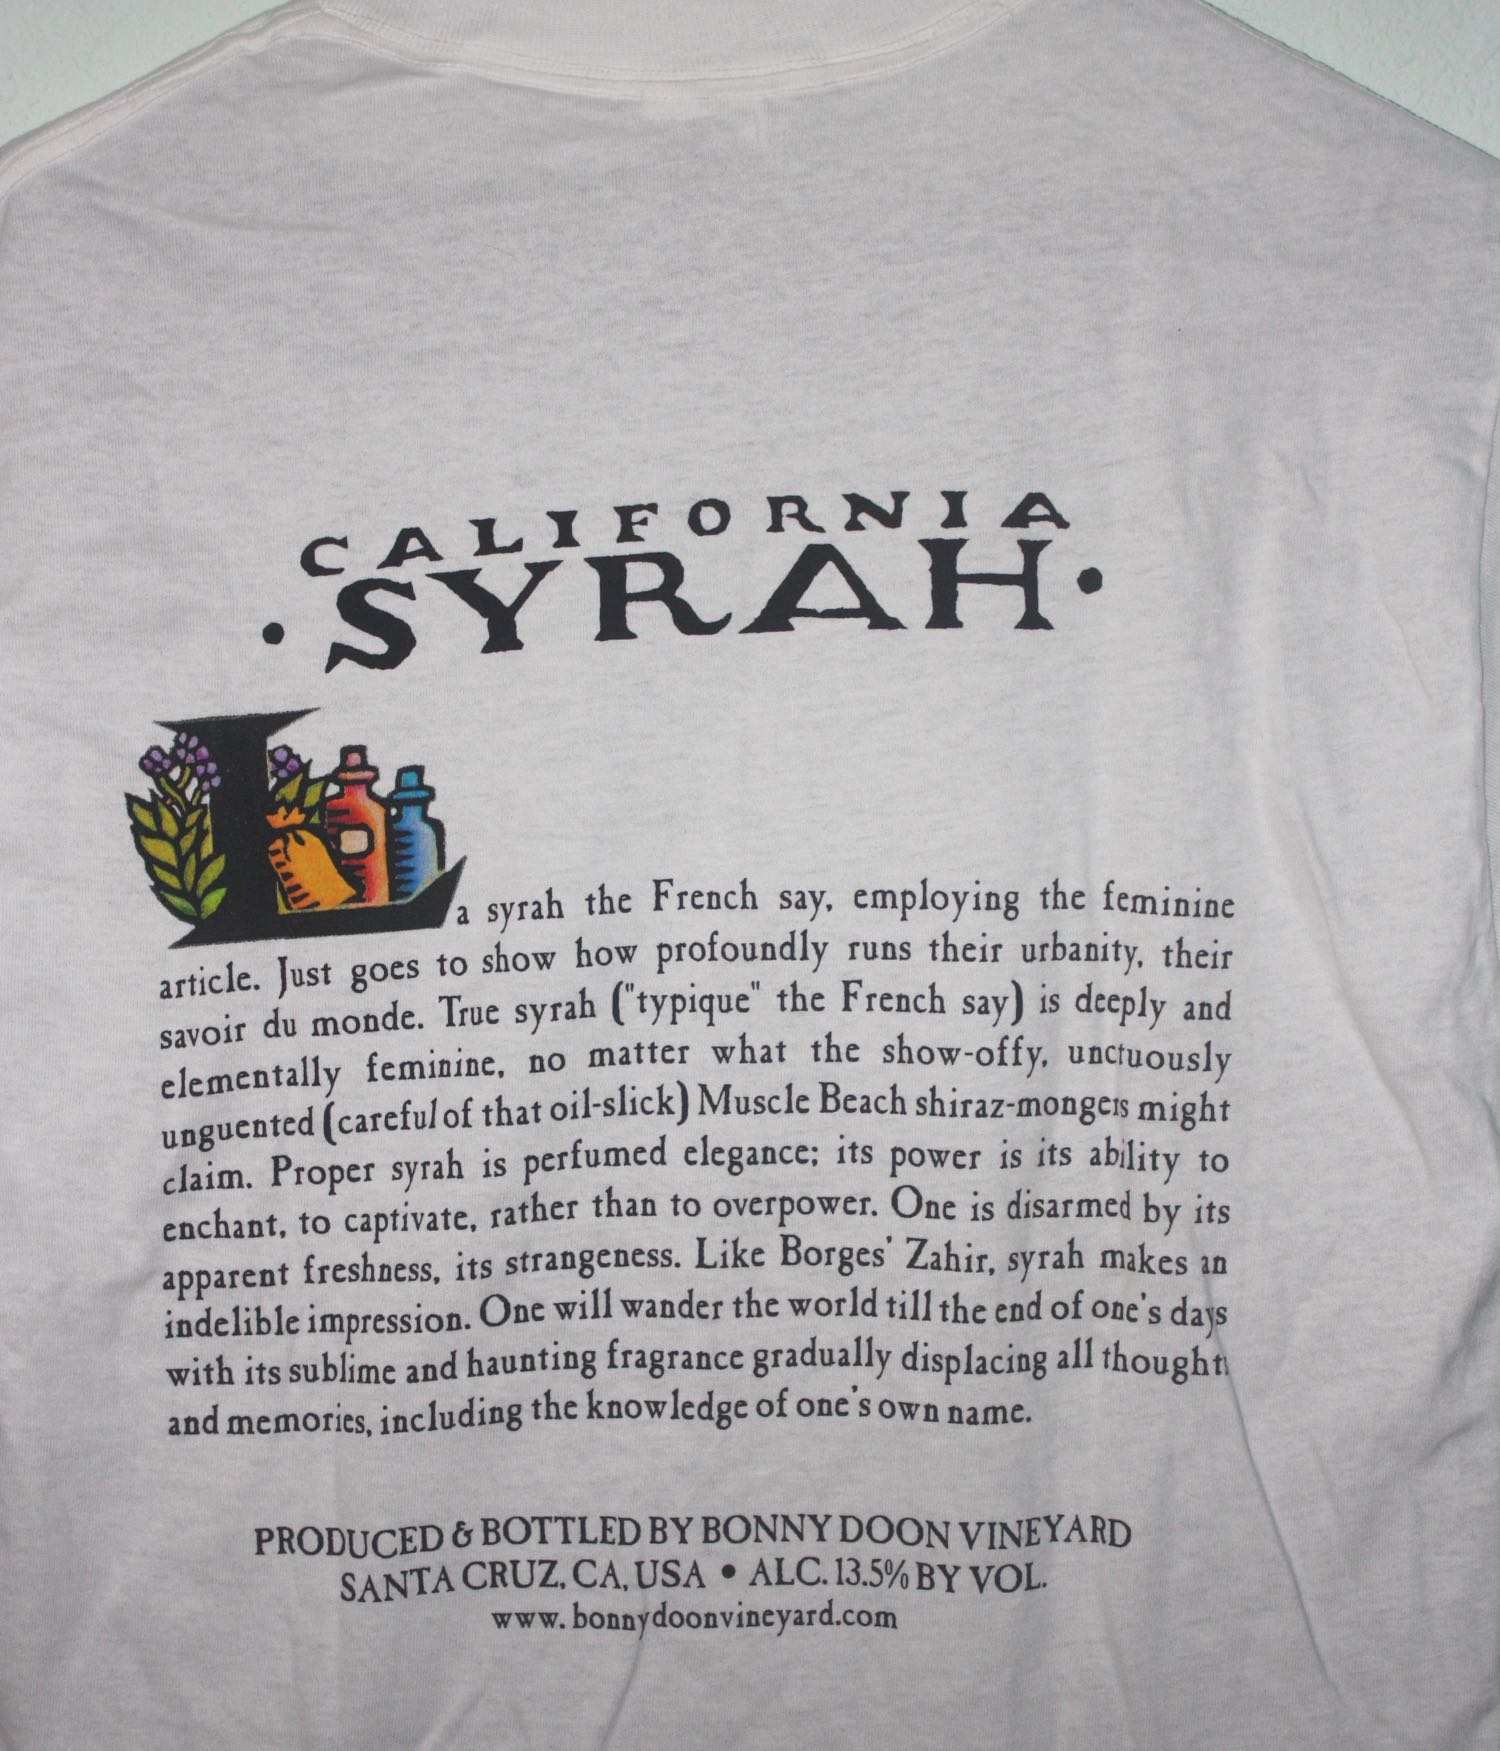 CALIFORNIA
• SYRAH •
La syrah the French say, employing the feminine
article. Just goes to show how profoundly runs their urbanity, their
savoir du monde. True syrah ("typique" the French say) is deeply and
elementally feminine, no matter what the show-offy, unctuously
unguented (careful of that oil-slick) Muscle Beach shiraz-mongers might
claim. Proper syrah is perfumed elegance; its power is its ability to
enchant, to captivate, rather than to overpower. One is disarmed by its
apparent freshness, its strangeness. Like Borges' Zahir, syrah makes an
indelible impression. One will wander the world till the end of one's days
with its sublime and haunting fragrance gradually displacing all thoughts
and memories, including the knowledge of one's own name.
PRODUCED & BOTTLED BY BONNY DOON VINEYARD
SANTA CRUZ, CA, USA • ALC. 13.5% BY VOL.
www.bonnydoonvineyard.com